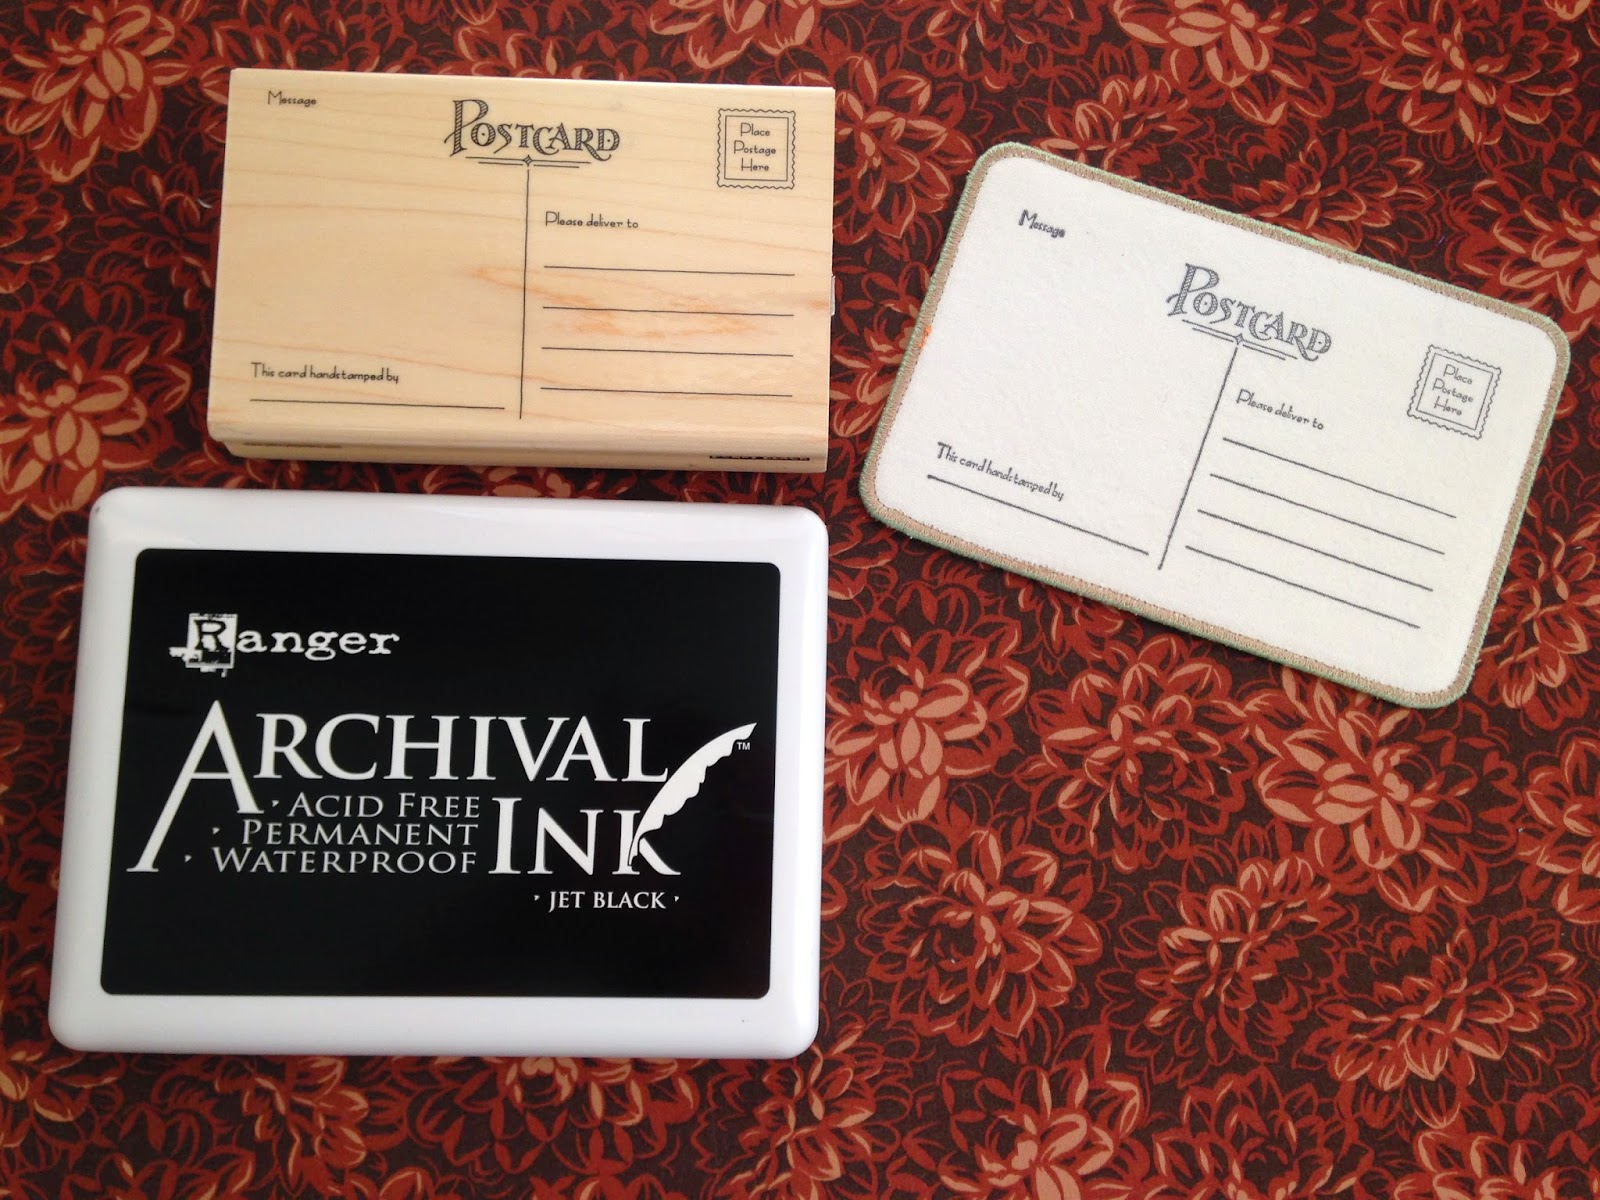 Message
POSTCARD
Place
Postage
Here
Please deliver to
This card handstamped by
Message
POSTCARD
Place
Postage
Here
Please deliver to
This card handstamped by
Ranger
ARCHIVAL™
INK
· ACID FREE
· PERMANENT
· WATERPROOF
· JET BLACK ·